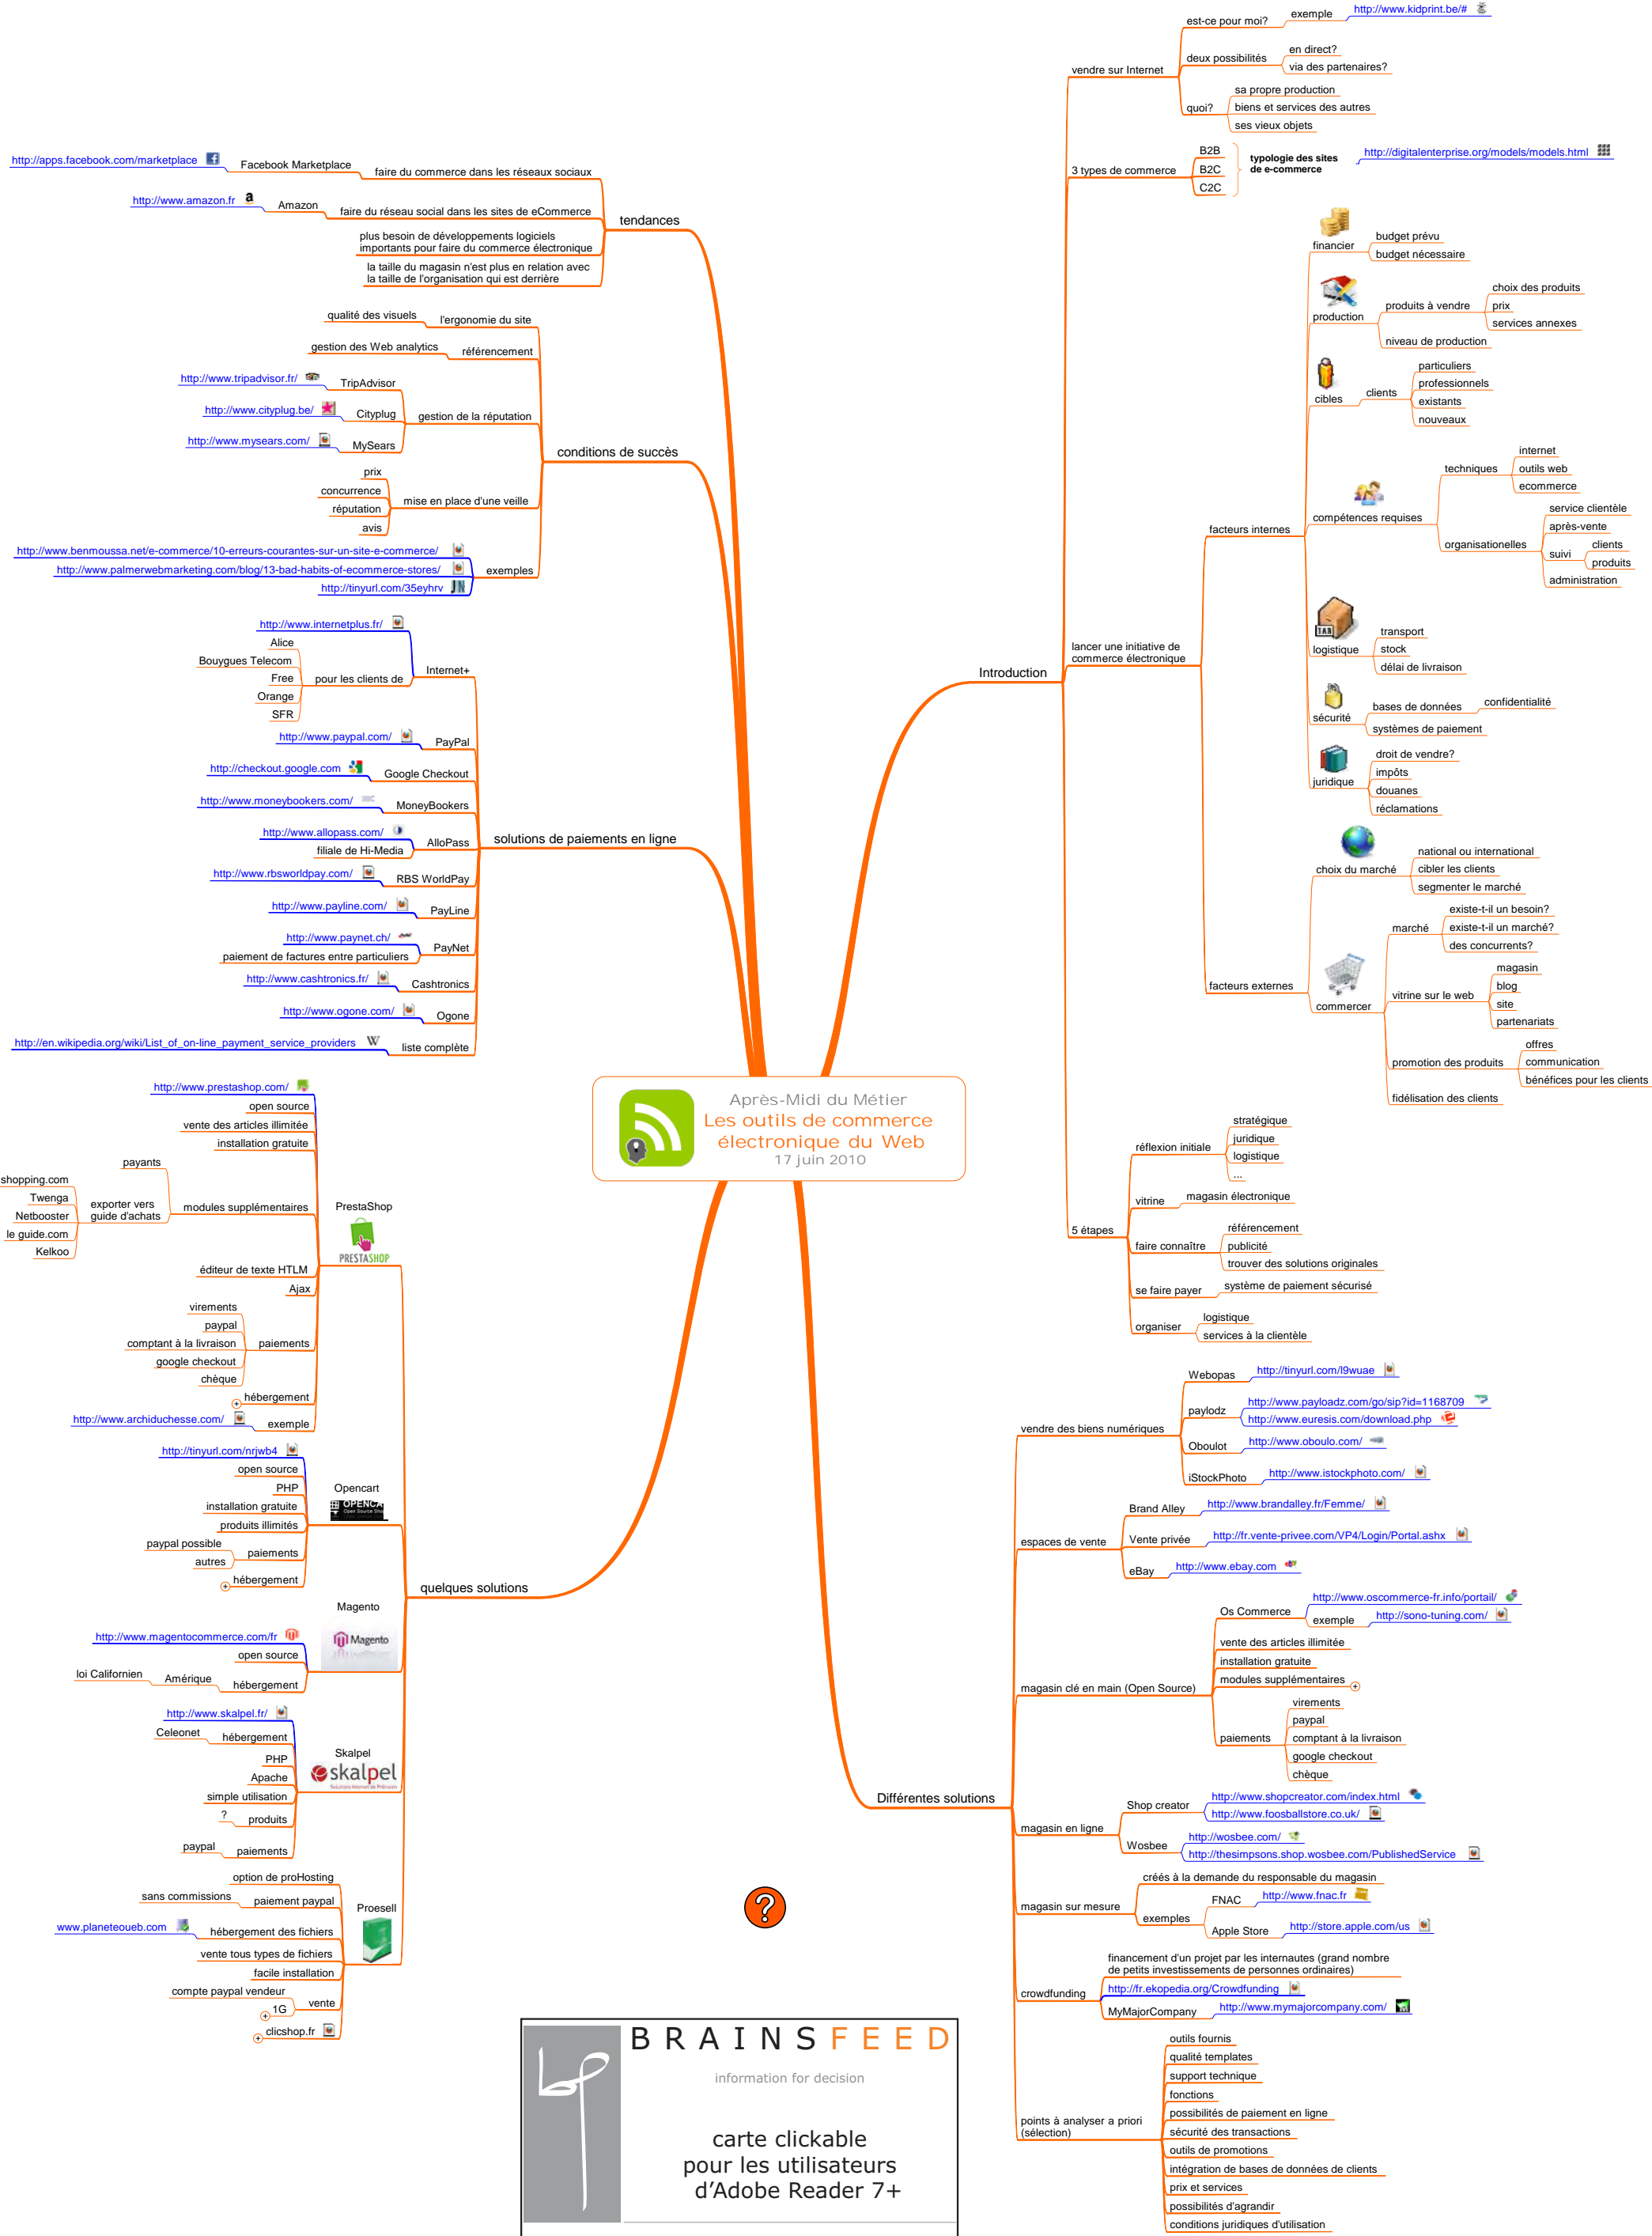 Après-Midi du Métier
Les outils de commerce
électronique du Web
17 juin 2010
Introduction
vendre sur Internet
est-ce pour moi?
exemple
http://www.kidprint.be/#
deux possibilités
en direct?
via des partenaires?
quoi?
sa propre production
biens et services des autres
ses vieux objets
3 types de commerce
B2B
B2C
C2C
typologie des sites
de e-commerce
http://digitalenterprise.org/models/models.html
lancer une initiative de
commerce électronique
facteurs internes
financier
budget prévu
budget nécessaire
production
produits à vendre
choix des produits
prix
services annexes
niveau de production
cibles
clients
particuliers
professionnels
existants
nouveaux
compétences requises
techniques
internet
outils web
ecommerce
organisationelles
service clientèle
après-vente
suivi
clients
produits
administration
logistique
transport
stock
délai de livraison
sécurité
bases de données
confidentialité
systèmes de paiement
juridique
droit de vendre?
impôts
douanes
réclamations
facteurs externes
choix du marché
national ou international
cibler les clients
segmenter le marché
commercer
marché
existe-t-il un besoin?
existe-t-il un marché?
des concurrents?
vitrine sur le web
magasin
blog
site
partenariats
promotion des produits
offres
communication
bénéfices pour les clients
fidélisation des clients
5 étapes
réflexion initiale
stratégique
juridique
logistique
...
vitrine
magasin électronique
faire connaître
référencement
publicité
trouver des solutions originales
se faire payer
système de paiement sécurisé
organiser
logistique
services à la clientèle
Différentes solutions
vendre des biens numériques
Webopas
http://tinyurl.com/l9wuae
paylodz
http://www.payloadz.com/go/sip?id=1168709
http://www.euresis.com/download.php
Oboulot
http://www.oboulo.com/
iStockPhoto
http://www.istockphoto.com/
espaces de vente
Brand Alley
http://www.brandalley.fr/Femme/
Vente privée
http://fr.vente-privee.com/VP4/Login/Portal.ashx
eBay
http://www.ebay.com
magasin clé en main (Open Source)
Os Commerce
http://www.oscommerce-fr.info/portail/
exemple
http://sono-tuning.com/
vente des articles illimitée
installation gratuite
modules supplémentaires
paiements
virements
paypal
comptant à la livraison
google checkout
chèque
magasin en ligne
Shop creator
http://www.shopcreator.com/index.html
http://www.foosballstore.co.uk/
Wosbee
http://wosbee.com/
http://thesimpsons.shop.wosbee.com/PublishedService
magasin sur mesure
créés à la demande du responsable du magasin
exemples
FNAC
http://www.fnac.fr
Apple Store
http://store.apple.com/us
crowdfunding
financement d'un projet par les internautes (grand nombre
de petits investissements de personnes ordinaires)
http://fr.ekopedia.org/Crowdfunding
MyMajorCompany
http://www.mymajorcompany.com/
points à analyser a priori
(sélection)
outils fournis
qualité templates
support technique
fonctions
possibilités de paiement en ligne
sécurité des transactions
outils de promotions
intégration de bases de données de clients
prix et services
possibilités d'agrandir
conditions juridiques d'utilisation
tendances
faire du commerce dans les réseaux sociaux
Facebook Marketplace
http://apps.facebook.com/marketplace
faire du réseau social dans les sites de eCommerce
Amazon
http://www.amazon.fr
plus besoin de développements logiciels
importants pour faire du commerce électronique
la taille du magasin n'est plus en relation avec
la taille de l'organisation qui est derrière
conditions de succès
l'ergonomie du site
qualité des visuels
référencement
gestion des Web analytics
gestion de la réputation
TripAdvisor
http://www.tripadvisor.fr/
Cityplug
http://www.cityplug.be/
MySears
http://www.mysears.com/
mise en place d'une veille
prix
concurrence
réputation
avis
exemples
http://www.benmoussa.net/e-commerce/10-erreurs-courantes-sur-un-site-e-commerce/
http://www.palmerwebmarketing.com/blog/13-bad-habits-of-ecommerce-stores/
http://tinyurl.com/35eyhrv
solutions de paiements en ligne
Internet+
http://www.internetplus.fr/
pour les clients de
Alice
Bouygues Telecom
Free
Orange
SFR
PayPal
http://www.paypal.com/
Google Checkout
http://checkout.google.com
MoneyBookers
http://www.moneybookers.com/
AlloPass
http://www.allopass.com/
filiale de Hi-Media
RBS WorldPay
http://www.rbsworldpay.com/
PayLine
http://www.payline.com/
PayNet
http://www.paynet.ch/
paiement de factures entre particuliers
Cashtronics
http://www.cashtronics.fr/
Ogone
http://www.ogone.com/
liste complète
http://en.wikipedia.org/wiki/List_of_on-line_payment_service_providers
quelques solutions
PrestaShop
PRESTASHOP
http://www.prestashop.com/
open source
vente des articles illimitée
installation gratuite
modules supplémentaires
payants
exporter vers
guide d'achats
shopping.com
Twenga
Netbooster
le guide.com
Kelkoo
éditeur de texte HTLM
Ajax
paiements
virements
paypal
comptant à la livraison
google checkout
chèque
hébergement
exemple
http://www.archiduchesse.com/
Opencart
OPENCA
Open Source Sho
http://tinyurl.com/nrjwb4
open source
PHP
installation gratuite
produits illimités
paiements
paypal possible
autres
hébergement
Magento
Magento
http://www.magentocommerce.com/fr
open source
hébergement
Amérique
loi Californien
Skalpel
skalpel
Solutions Internet de Précision
http://www.skalpel.fr/
hébergement
Celeonet
PHP
Apache
simple utilisation
produits
?
paiements
paypal
Proesell
option de proHosting
paiement paypal
sans commissions
hébergement des fichiers
www.planeteoueb.com
vente tous types de fichiers
facile installation
vente
compte paypal vendeur
1G
clicshop.fr
?
BRAINSFEED
information for decision
carte clickable
pour les utilisateurs
d'Adobe Reader 7+